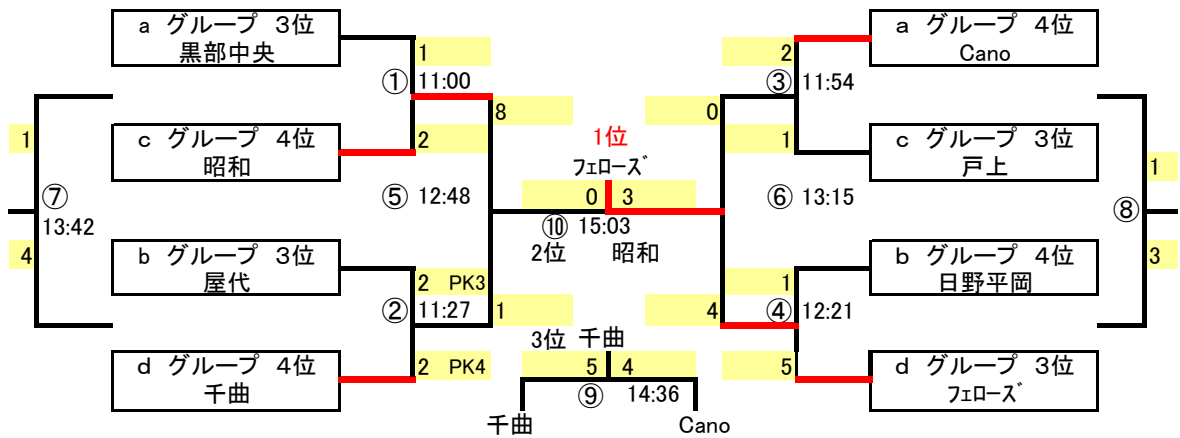 a グループ 3位
黒部中央
1
① 11:00
c グループ 4位
昭和
2
8
1
⑦
13:42
4
⑤ 12:48
b グループ 3位
屋代
2 PK3
② 11:27
1
d グループ 4位
千曲
2 PK4
1位
フェローズ
0 3
⑩ 15:03
2位 昭和
3位 千曲
5 4
⑨ 14:36
千曲 Cano
a グループ 4位
Cano
2
③ 11:54
0
1
c グループ 3位
戸上
⑥ 13:15
1
⑧
3
b グループ 4位
日野平岡
1
④ 12:21
4
5
d グループ 3位
フェローズ